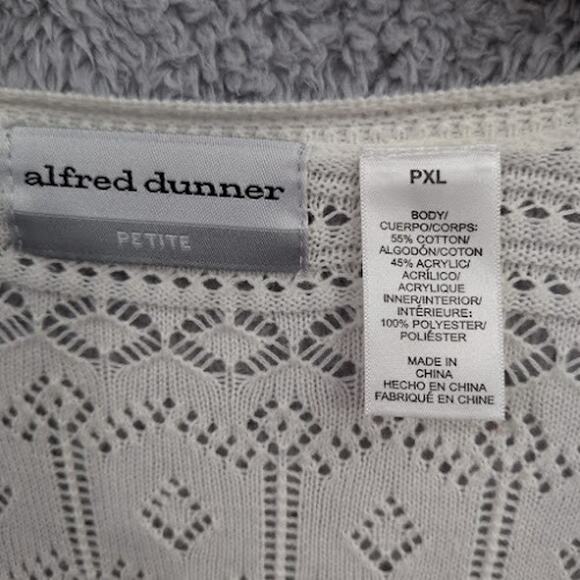 alfred dunner
PETITE
PXL
BODY/
CUERPO/CORPS:
55% COTTON/
ALGODÓN/COTON
45% ACRYLIC/
ACRÍLICO/
ACRYLIQUE
INNER/INTERIOR/
INTÉRIEURE:
100% POLYESTER/
POLIÉSTER
MADE IN
CHINA
HECHO EN CHINA
FABRIQUÉ EN CHINE